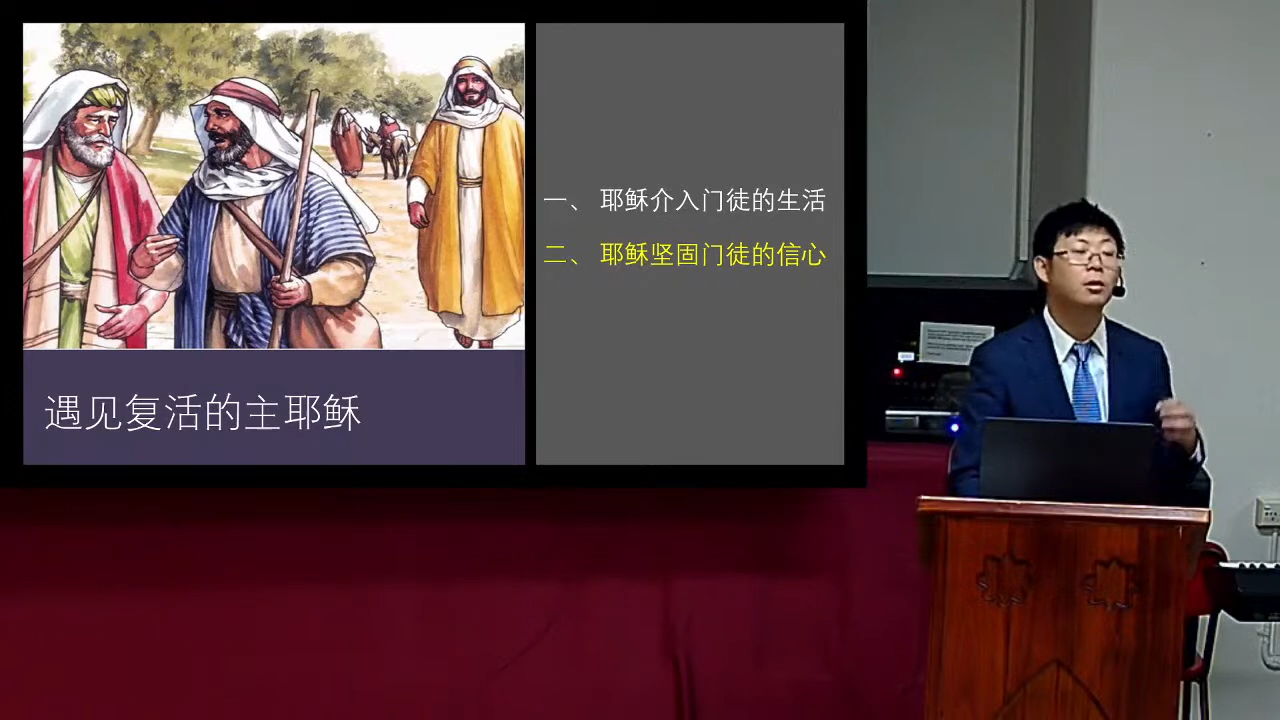 一、 耶稣介入门徒的生活
二、 耶稣坚固门徒的信心
遇见复活的主耶稣